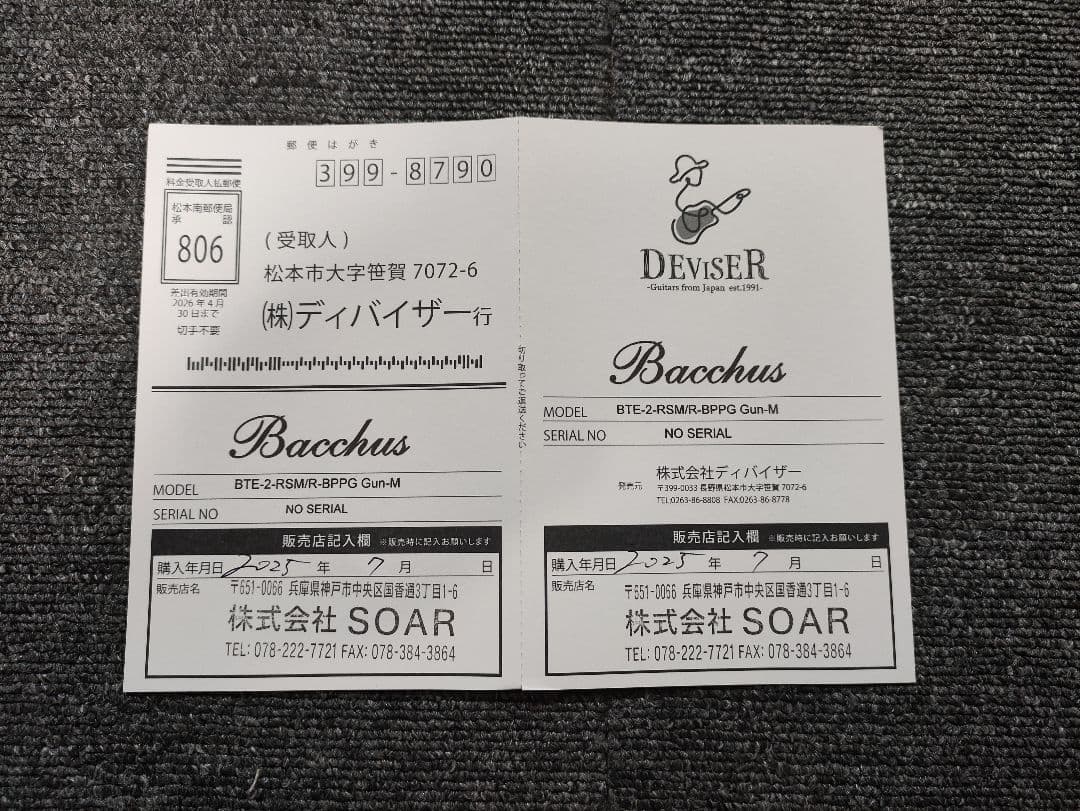 郵便はがき
399-8790
料金受取人払郵便
松本南郵便局
承認
806
差出有効期間
2026年4月
30日まで
切手不要
(受取人)
松本市大字笹賀 7072-6
(株)ディバイザー行
Bacchus
MODEL BTE-2-RSM/R-BPPG Gun-M
SERIAL NO NO SERIAL
販売店記入欄 ※販売時に記入お願いします
購入年月日 2025 年 7 月 日
販売店名
〒651-0066 兵庫県神戸市中央区国香通3丁目1-6
株式会社 SOAR
TEL: 078-222-7721 FAX: 078-384-3864
切り取ってご返送ください
DEVISER
-Guitars from Japan est.1991-
Bacchus
MODEL BTE-2-RSM/R-BPPG Gun-M
SERIAL NO NO SERIAL
発売元
株式会社ディバイザー
〒399-0033 長野県松本市大字笹賀 7072-6
TEL:0263-86-8808 FAX:0263-86-8778
販売店記入欄 ※販売時に記入お願いします
購入年月日 2025 年 7 月 日
販売店名
〒651-0066 兵庫県神戸市中央区国香通3丁目1-6
株式会社 SOAR
TEL: 078-222-7721 FAX: 078-384-3864